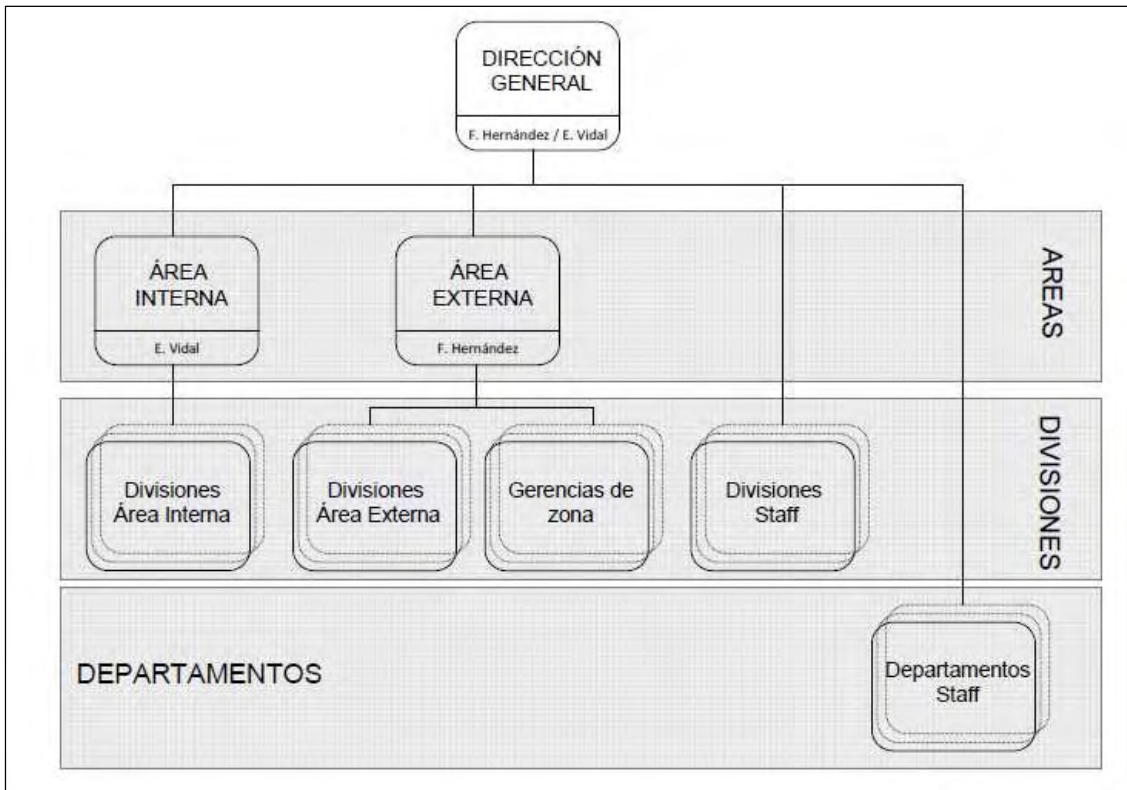 DIRECCIÓN
GENERAL
F. Hernández / E. Vidal
ÁREA
INTERNA
E. Vidal
ÁREA
EXTERNA
F. Hernández
AREAS
Divisiones
Área Interna
Divisiones
Área Externa
Gerencias de
zona
Divisiones
Staff
DIVISIONES
DEPARTAMENTOS
Departamentos
Staff